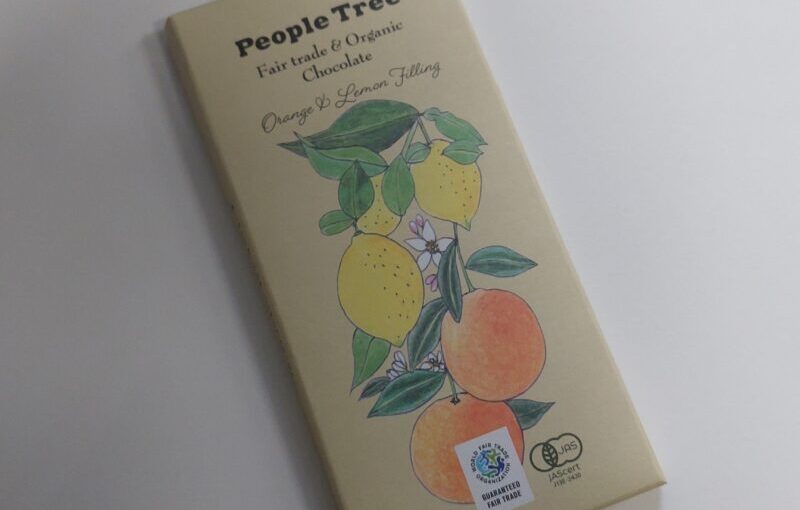 People Tree
Fair trade & Organic
Chocolate
Orange & Lemon Filling
WORLD FAIR TRADE
ORGANIZATION
GUARANTEED
FAIR TRADE
JAS
JAScert